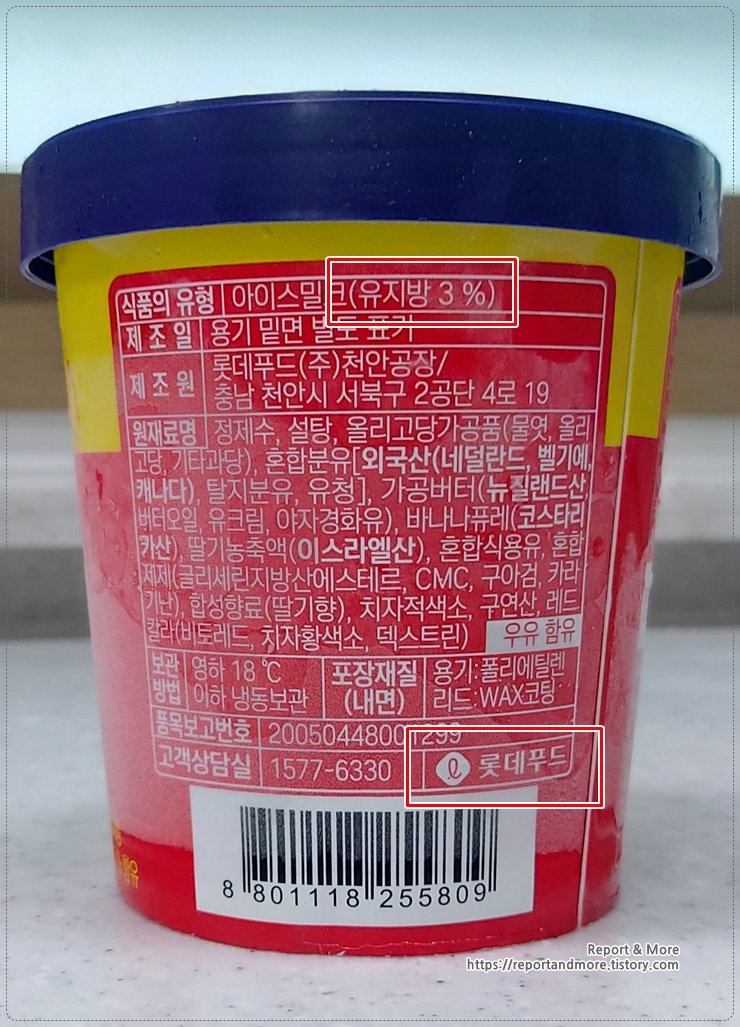 식품의 유형 아이스밀크(유지방 3 %)
제 조 일 용기 밑면 별도 표기
제 조 원 롯데푸드(주)천안공장/
충남 천안시 서북구 2공단 4로 19
원재료명 정제수, 설탕, 올리고당가공품(물엿, 올리
고당, 기타과당), 혼합분유[외국산(네덜란드, 벨기에,
캐나다), 탈지분유, 유청], 가공버터(뉴질랜드산,
버터오일, 유크림, 야자경화유), 바나나퓨레(코스타리
카산), 딸기농축액(이스라엘산), 혼합식용유, 혼합
제제(글리세린지방산에스테르, CMC, 구아검, 카라
기난), 합성향료(딸기향), 치자적색소, 구연산, 레드
칼라(비트레드, 치자황색소, 덱스트린) 우유 함유
보관 방법 영하 18 ℃ 이하 냉동보관
포장재질 (내면) 용기:폴리에틸렌
리드:WAX코팅
품목보고번호 299
고객상담실 1577-6330 롯데푸드
8 801118 255809
Report & More
https://reportandmore.tistory.com